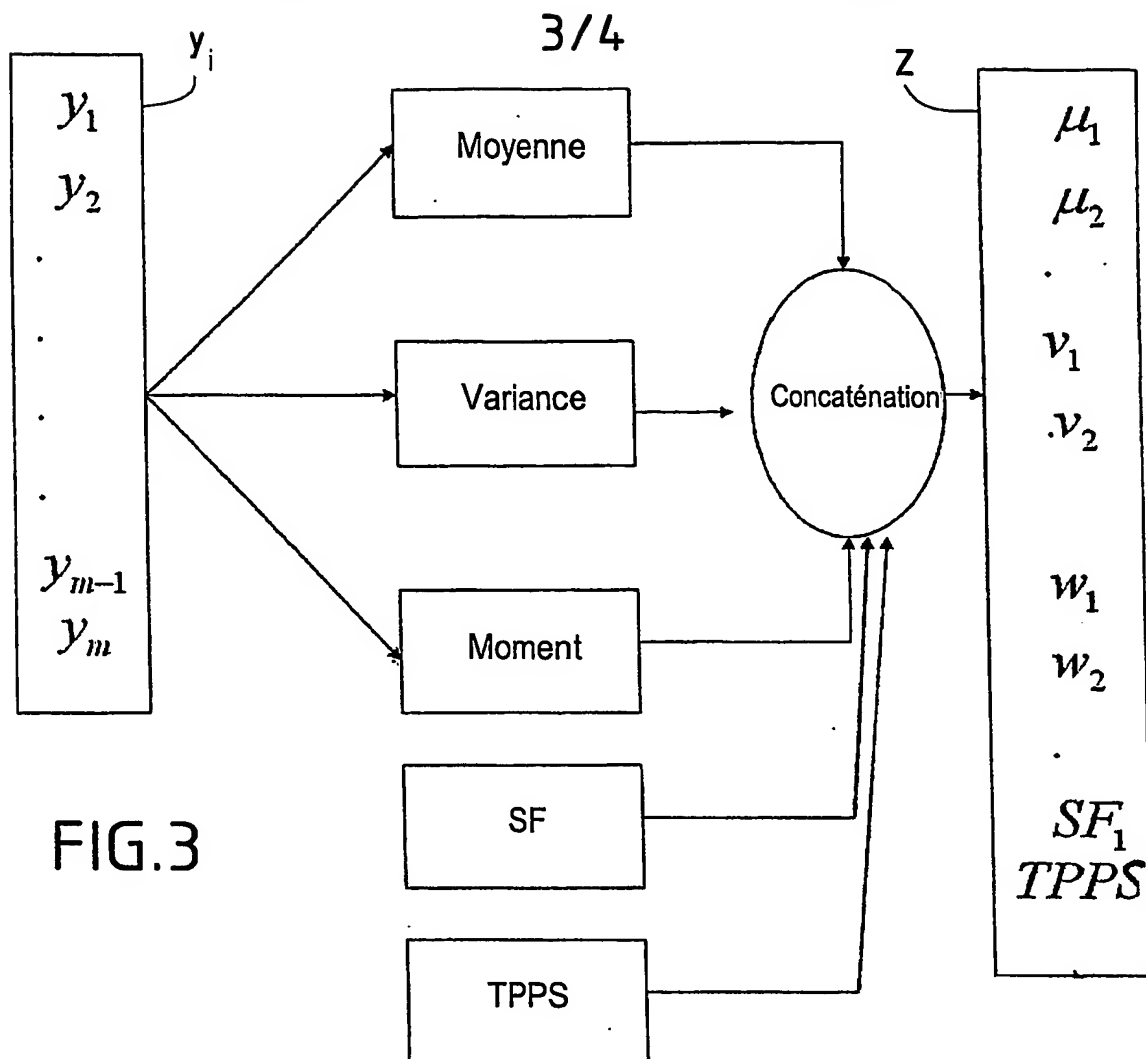 3/4
y_i
y_1
y_2
.
.
.
.
y_{m-1}
y_m
Moyenne
Variance
Moment
SF
TPPS
Concaténation
Z
μ_1
μ_2
.
v_1
.v_2
w_1
w_2
.
SF_1
TPPS
FIG.3